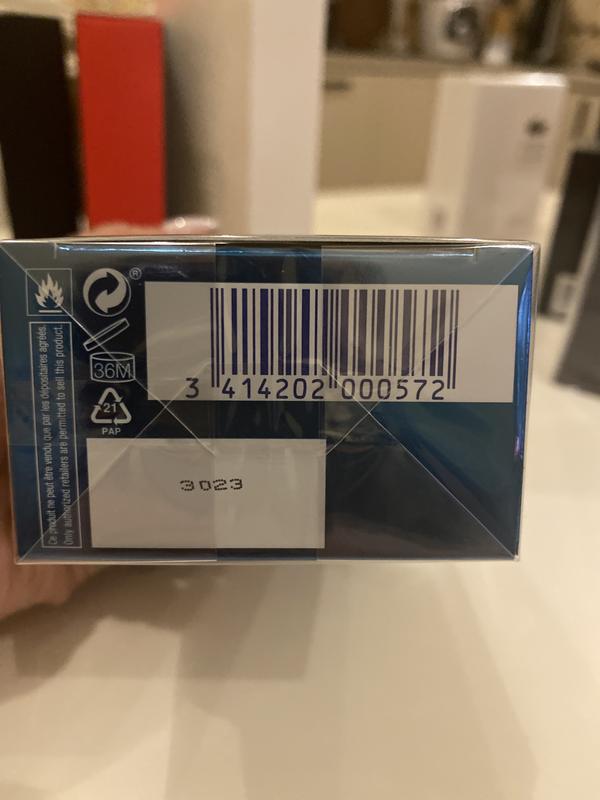 ®
36M
21
PAP
Ce produit ne peut être vendu que par les dépositaires agréés.
Only authorized retailers are permitted to sell this product.
3 414202 000572
3023